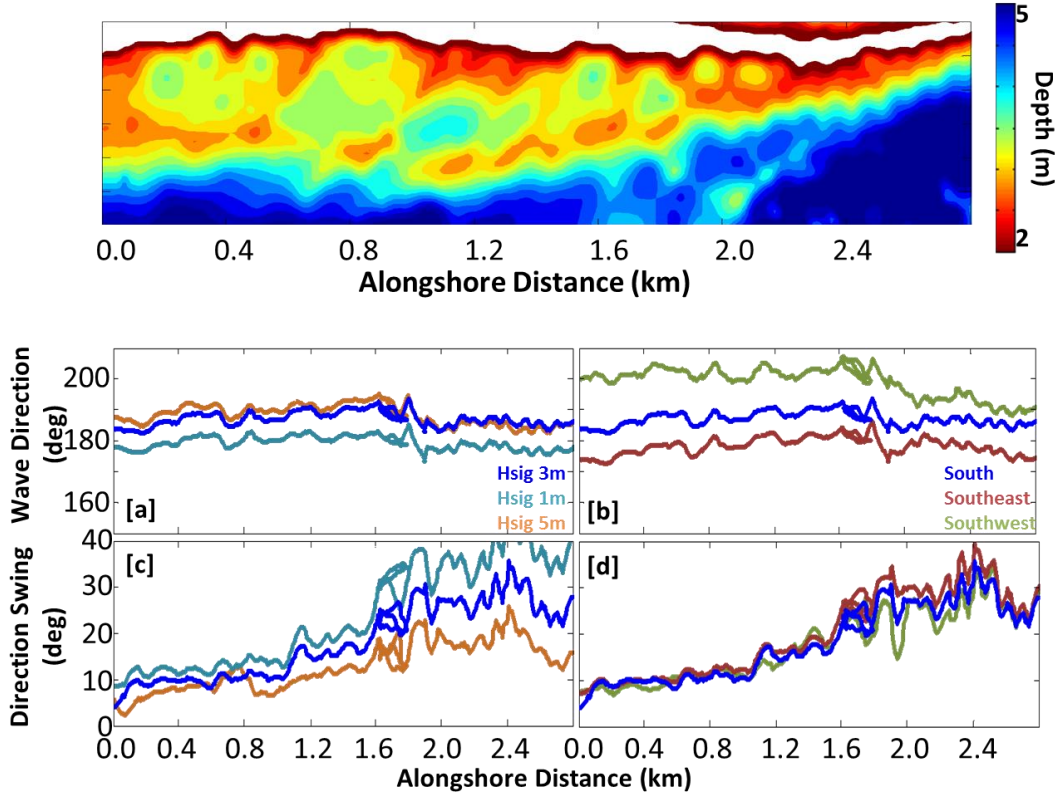 5
Depth (m)
2
0.0 0.4 0.8 1.2 1.6 2.0 2.4
Alongshore Distance (km)
Wave Direction
(deg)
200
180
160
[a]
Hsig 3m
Hsig 1m
Hsig 5m
[b]
South
Southeast
Southwest
Direction Swing
(deg)
40
30
20
10
0
[c]
[d]
0.0 0.4 0.8 1.2 1.6 2.0 2.4 0.0 0.4 0.8 1.2 1.6 2.0 2.4
Alongshore Distance (km)